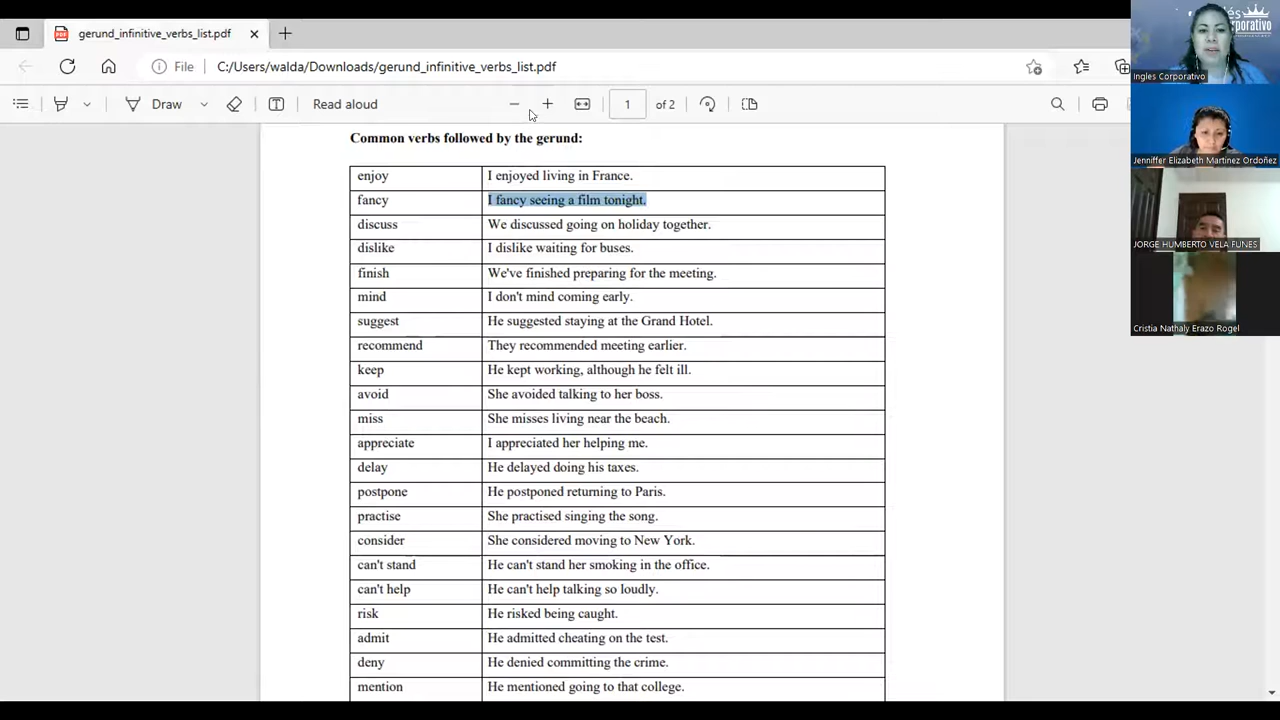 gerund_infinitive_verbs_list.pdf
File C:/Users/walda/Downloads/gerund_infinitive_verbs_list.pdf
Draw Read aloud 1 of 2
Common verbs followed by the gerund:
enjoy I enjoyed living in France.
fancy I fancy seeing a film tonight.
discuss We discussed going on holiday together.
dislike I dislike waiting for buses.
finish We've finished preparing for the meeting.
mind I don't mind coming early.
suggest He suggested staying at the Grand Hotel.
recommend They recommended meeting earlier.
keep He kept working, although he felt ill.
avoid She avoided talking to her boss.
miss She misses living near the beach.
appreciate I appreciated her helping me.
delay He delayed doing his taxes.
postpone He postponed returning to Paris.
practise She practised singing the song.
consider She considered moving to New York.
can't stand He can't stand her smoking in the office.
can't help He can't help talking so loudly.
risk He risked being caught.
admit He admitted cheating on the test.
deny He denied committing the crime.
mention He mentioned going to that college.
Ingles Corporativo
Jenniffer Elizabeth Martinez Ordoñez
JORGE HUMBERTO VELA FUNES
Cristia Nathaly Erazo Rogel